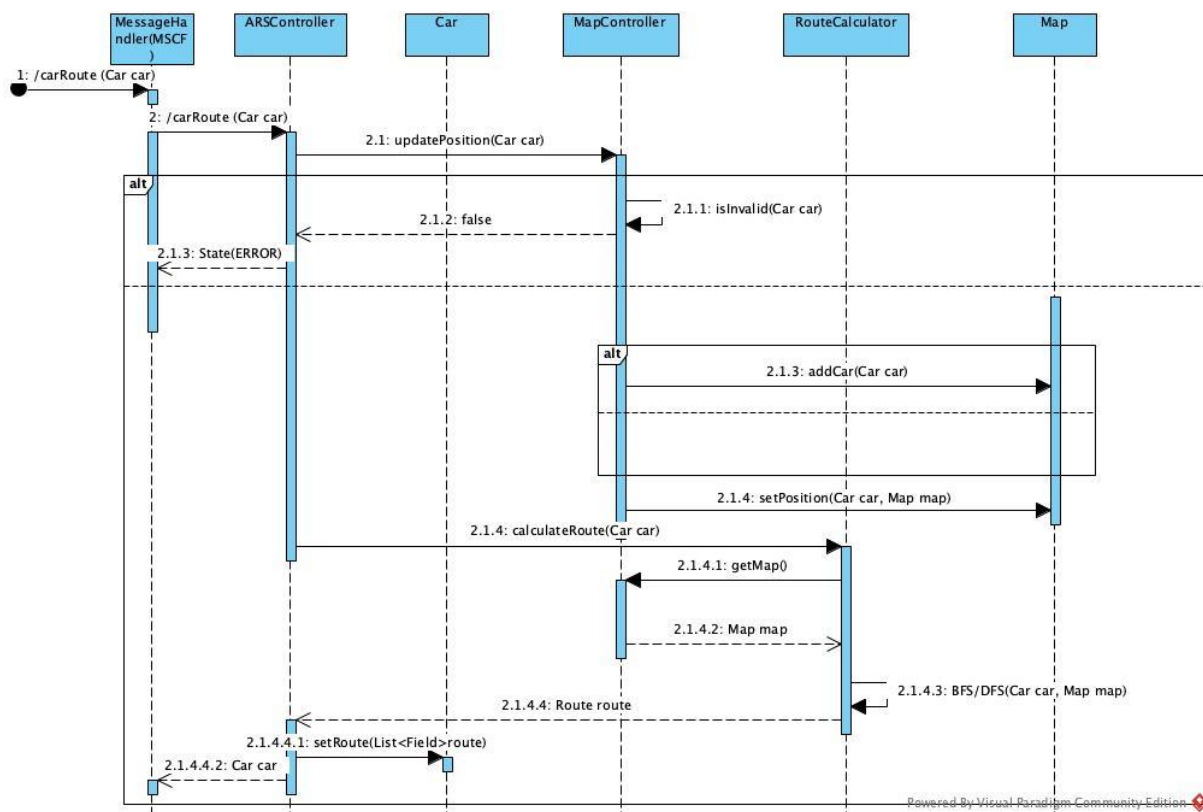 MessageHa
ndler(MSCF
)
ARSController
Car
MapController
RouteCalculator
Map
1: /carRoute (Car car)
2: /carRoute (Car car)
2.1: updatePosition(Car car)
alt
2.1.1: isInvalid(Car car)
2.1.2: false
2.1.3: State(ERROR)
alt
2.1.3: addCar(Car car)
2.1.4: setPosition(Car car, Map map)
2.1.4: calculateRoute(Car car)
2.1.4.1: getMap()
2.1.4.2: Map map
2.1.4.3: BFS/DFS(Car car, Map map)
2.1.4.4: Route route
2.1.4.4.1: setRoute(List<Field>route)
2.1.4.4.2: Car car
Powered By Visual Paradigm Community Edition